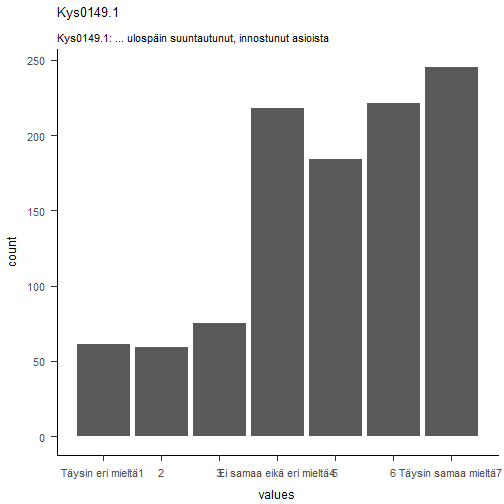 Kys0149.1
Kys0149.1: ... ulospäin suuntautunut, innostunut asioista
250
200
150
100
50
0
count
Täysin eri mieltä1 2 3 Ei samaa eikä eri mieltä4 5 6 Täysin samaa mieltä7
values